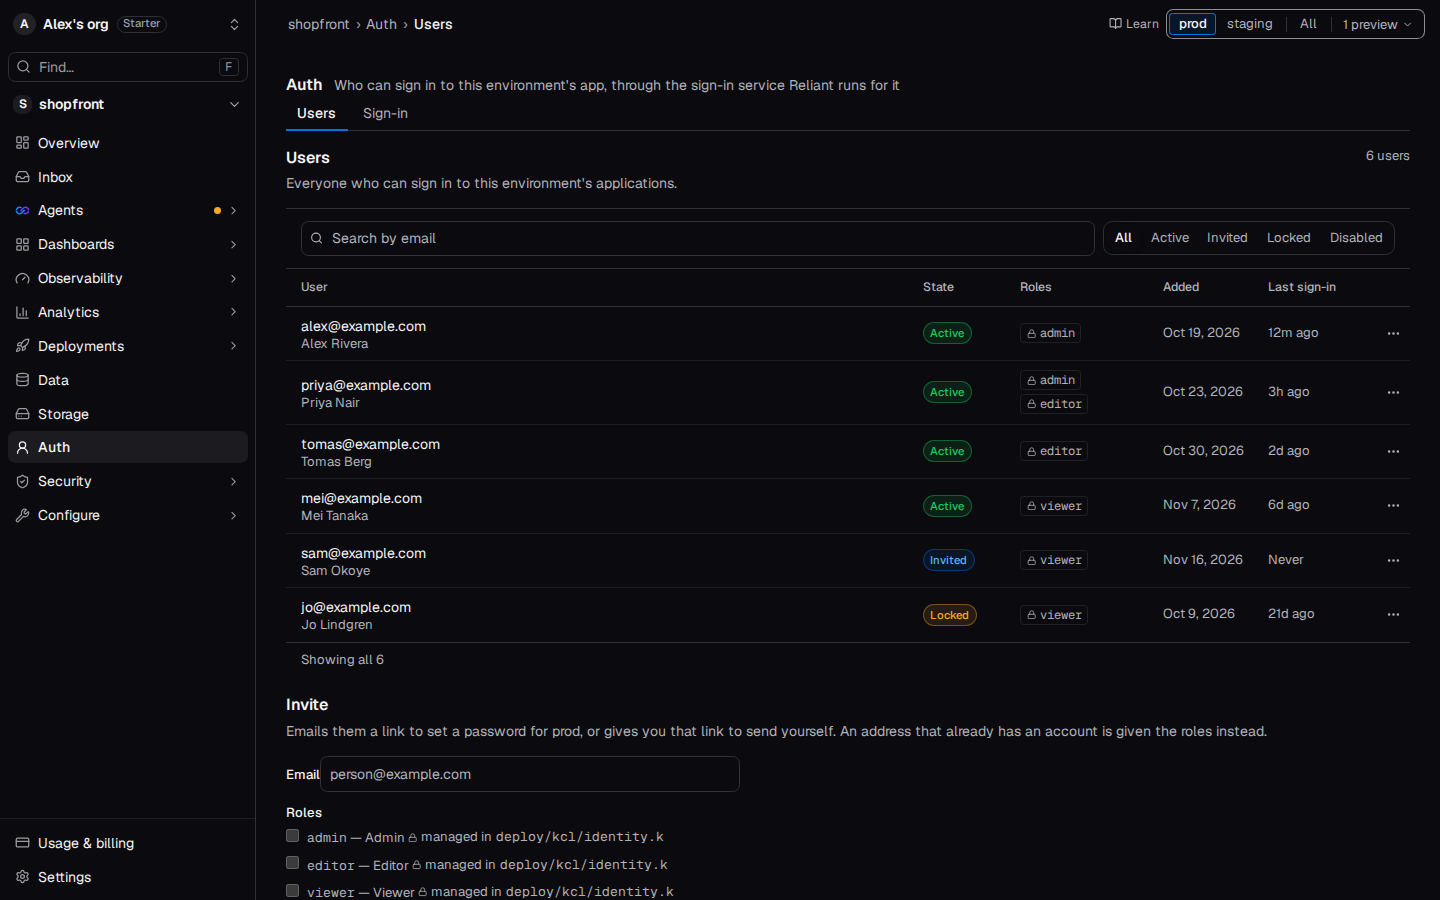 A Alex's org Starter
Find... F
S shopfront
Overview
Inbox
Agents
Dashboards
Observability
Analytics
Deployments
Data
Storage
Auth
Security
Configure
Usage & billing
Settings
shopfront › Auth › Users
Learn prod staging All 1 preview
Auth Who can sign in to this environment's app, through the sign-in service Reliant runs for it
Users Sign-in
Users 6 users
Everyone who can sign in to this environment's applications.
Search by email All Active Invited Locked Disabled
User State Roles Added Last sign-in
alex@example.com Active admin Oct 19, 2026 12m ago
Alex Rivera
priya@example.com Active admin editor Oct 23, 2026 3h ago
Priya Nair
tomas@example.com Active editor Oct 30, 2026 2d ago
Tomas Berg
mei@example.com Active viewer Nov 7, 2026 6d ago
Mei Tanaka
sam@example.com Invited viewer Nov 16, 2026 Never
Sam Okoye
jo@example.com Locked viewer Oct 9, 2026 21d ago
Jo Lindgren
Showing all 6
Invite
Emails them a link to set a password for prod, or gives you that link to send yourself. An address that already has an account is given the roles instead.
Email person@example.com
Roles
admin — Admin managed in deploy/kcl/identity.k
editor — Editor managed in deploy/kcl/identity.k
viewer — Viewer managed in deploy/kcl/identity.k